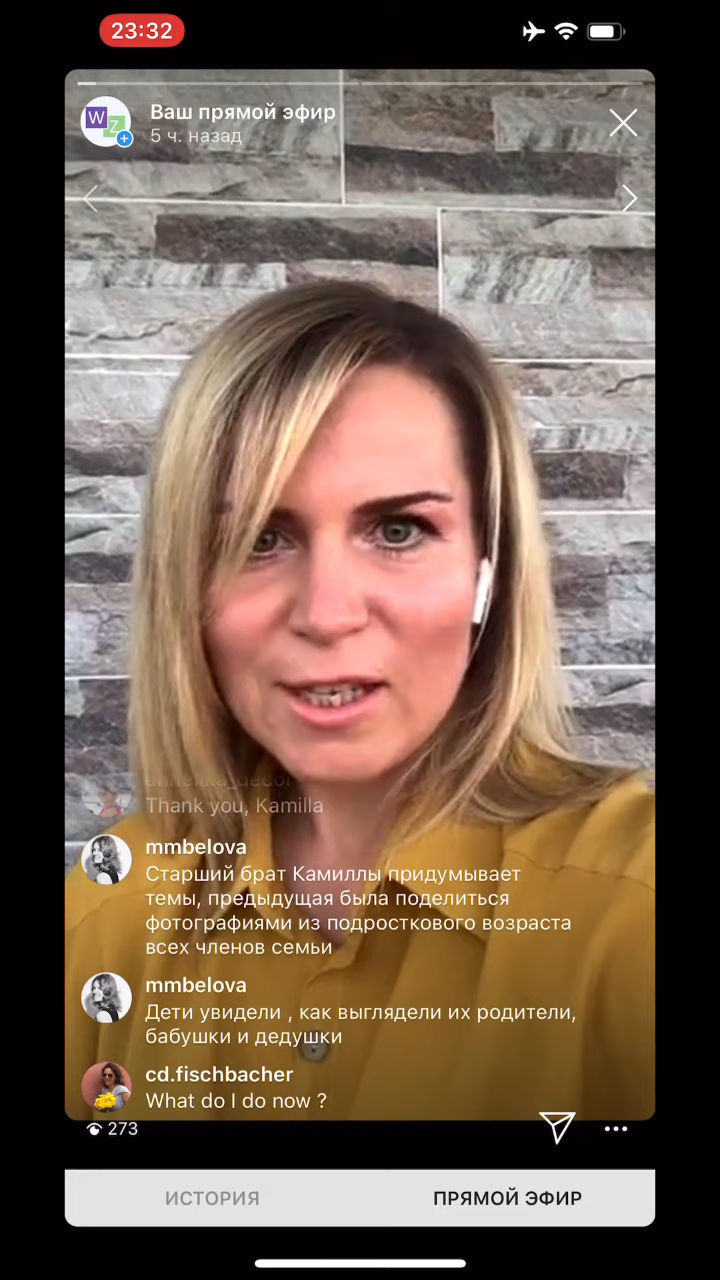 23:32
W
Z
Ваш прямой эфир
5 ч. назад
annetka_decor
Thank you, Kamilla
mmbelova
Старший брат Камиллы придумывает
темы, предыдущая была поделиться
фотографиями из подросткового возраста
всех членов семьи
mmbelova
Дети увидели , как выглядели их родители,
бабушки и дедушки
cd.fischbacher
What do I do now ?
273
ИСТОРИЯ
ПРЯМОЙ ЭФИР